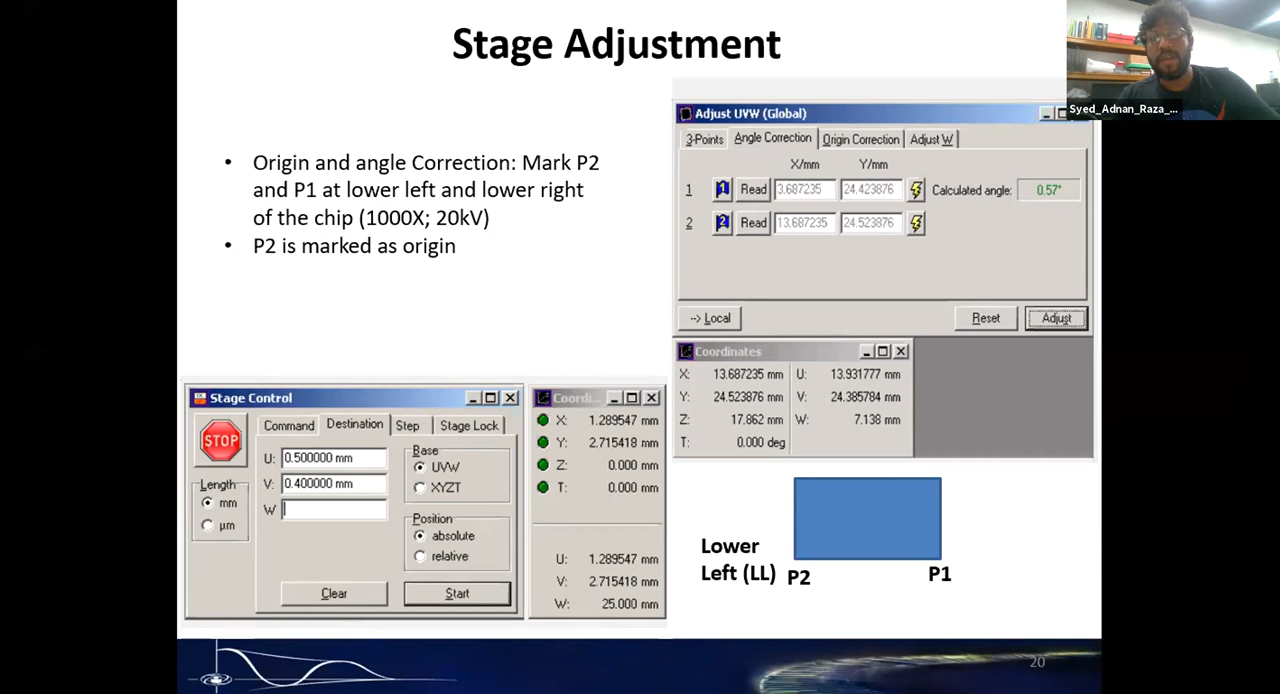 Stage Adjustment
Syed_Adnan_Raza_...
• Origin and angle Correction: Mark P2
and P1 at lower left and lower right
of the chip (1000X; 20kV)
• P2 is marked as origin
Adjust UVW (Global)
3-Points Angle Correction Origin Correction Adjust W
X/mm Y/mm
1 1 Read 3.687235 24.423876 Calculated angle: 0.57°
2 2 Read 13.687235 24.523876
--> Local Reset Adjust
Coordinates
X: 13.687235 mm U: 13.931777 mm
Y: 24.523876 mm V: 24.385784 mm
Z: 17.862 mm W: 7.138 mm
T: 0.000 deg
Stage Control
STOP
Command Destination Step Stage Lock
U: 0.500000 mm
V: 0.400000 mm
W
Length
mm
µm
Base
UVW
XYZT
Position
absolute
relative
Clear Start
Coordi...
X: 1.289547 mm
Y: 2.715418 mm
Z: 0.000 mm
T: 0.000 mm
U: 1.289547 mm
V: 2.715418 mm
W: 25.000 mm
Lower
Left (LL) P2 P1
20